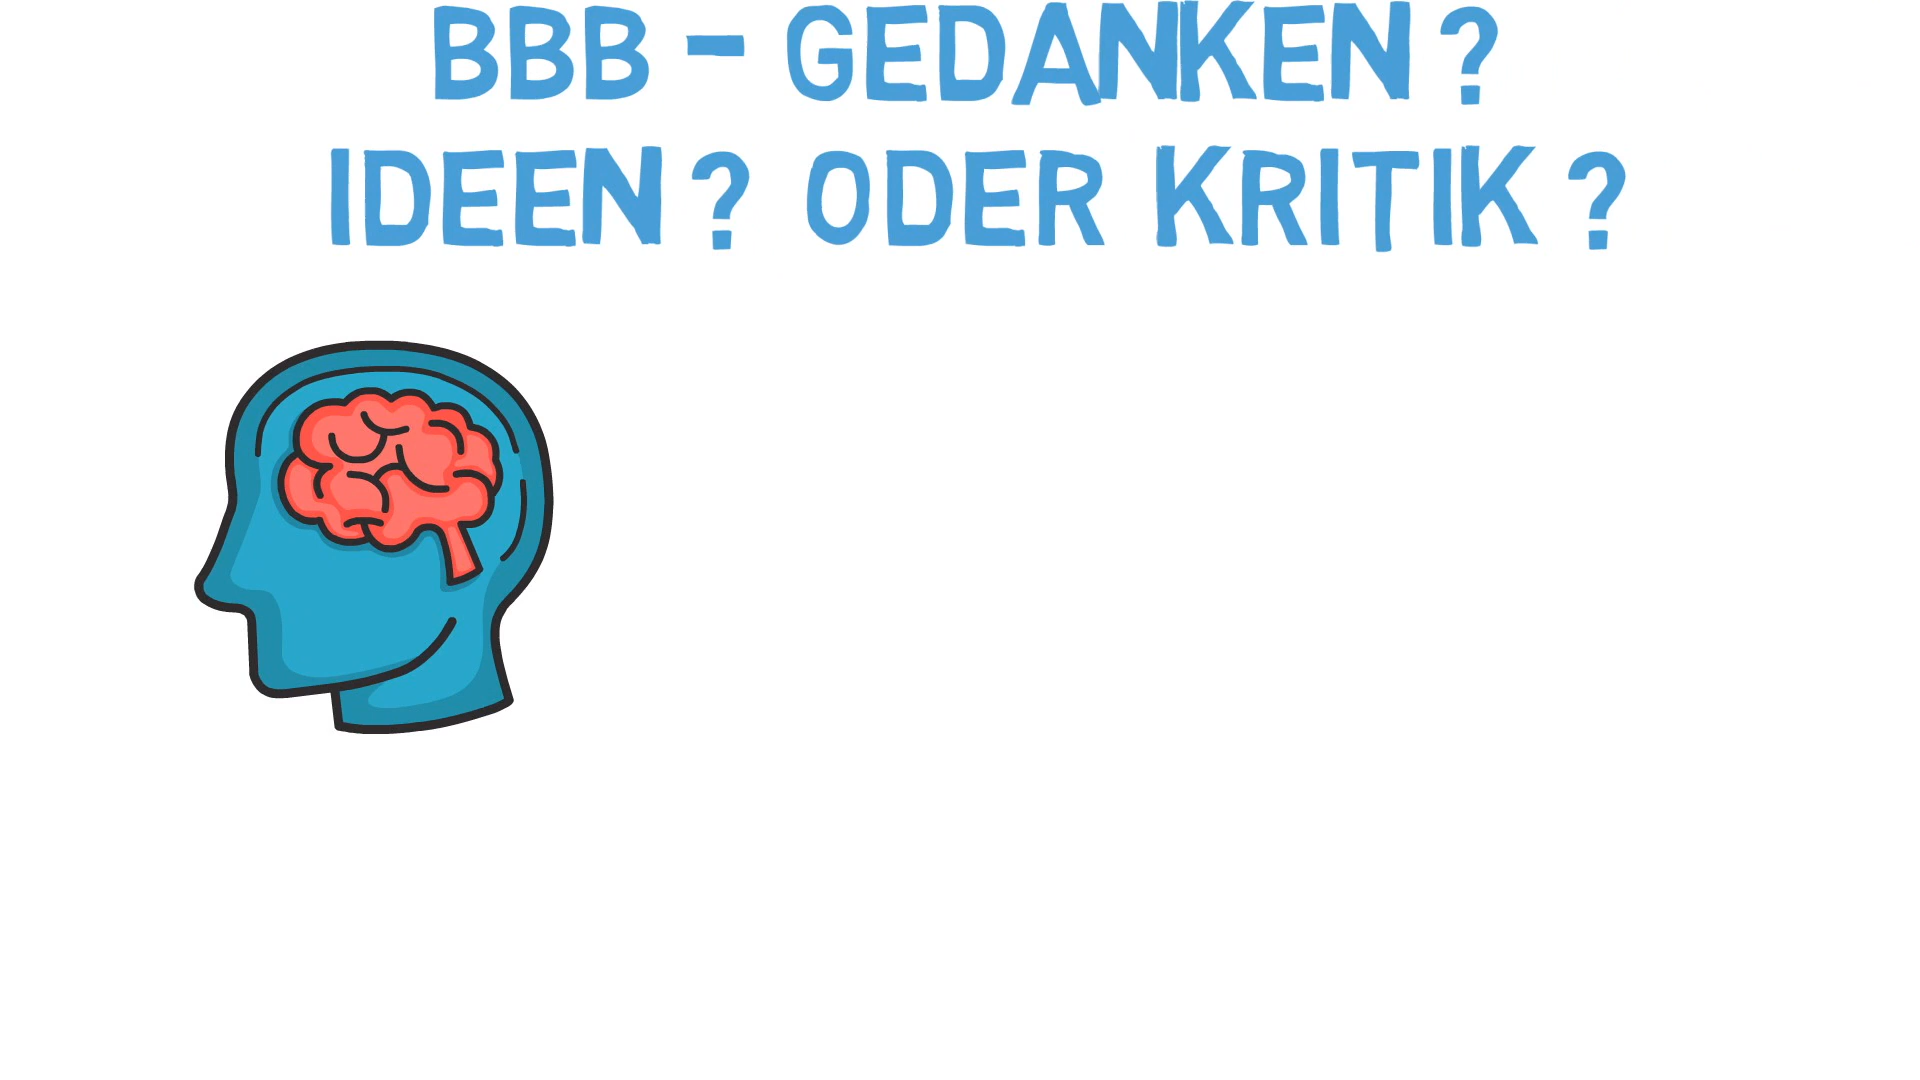 BBB - GEDANKEN ?
IDEEN ? ODER KRITIK ?